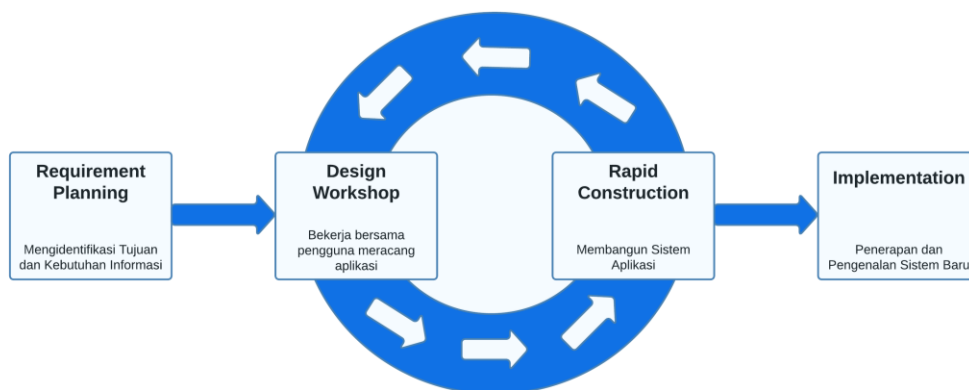 Requirement
Planning
Mengidentifikasi Tujuan
dan Kebutuhan Informasi
Design
Workshop
Bekerja bersama
pengguna meracang
aplikasi
Rapid
Construction
Membangun Sistem
Aplikasi
Implementation
Penerapan dan
Pengenalan Sistem Baru